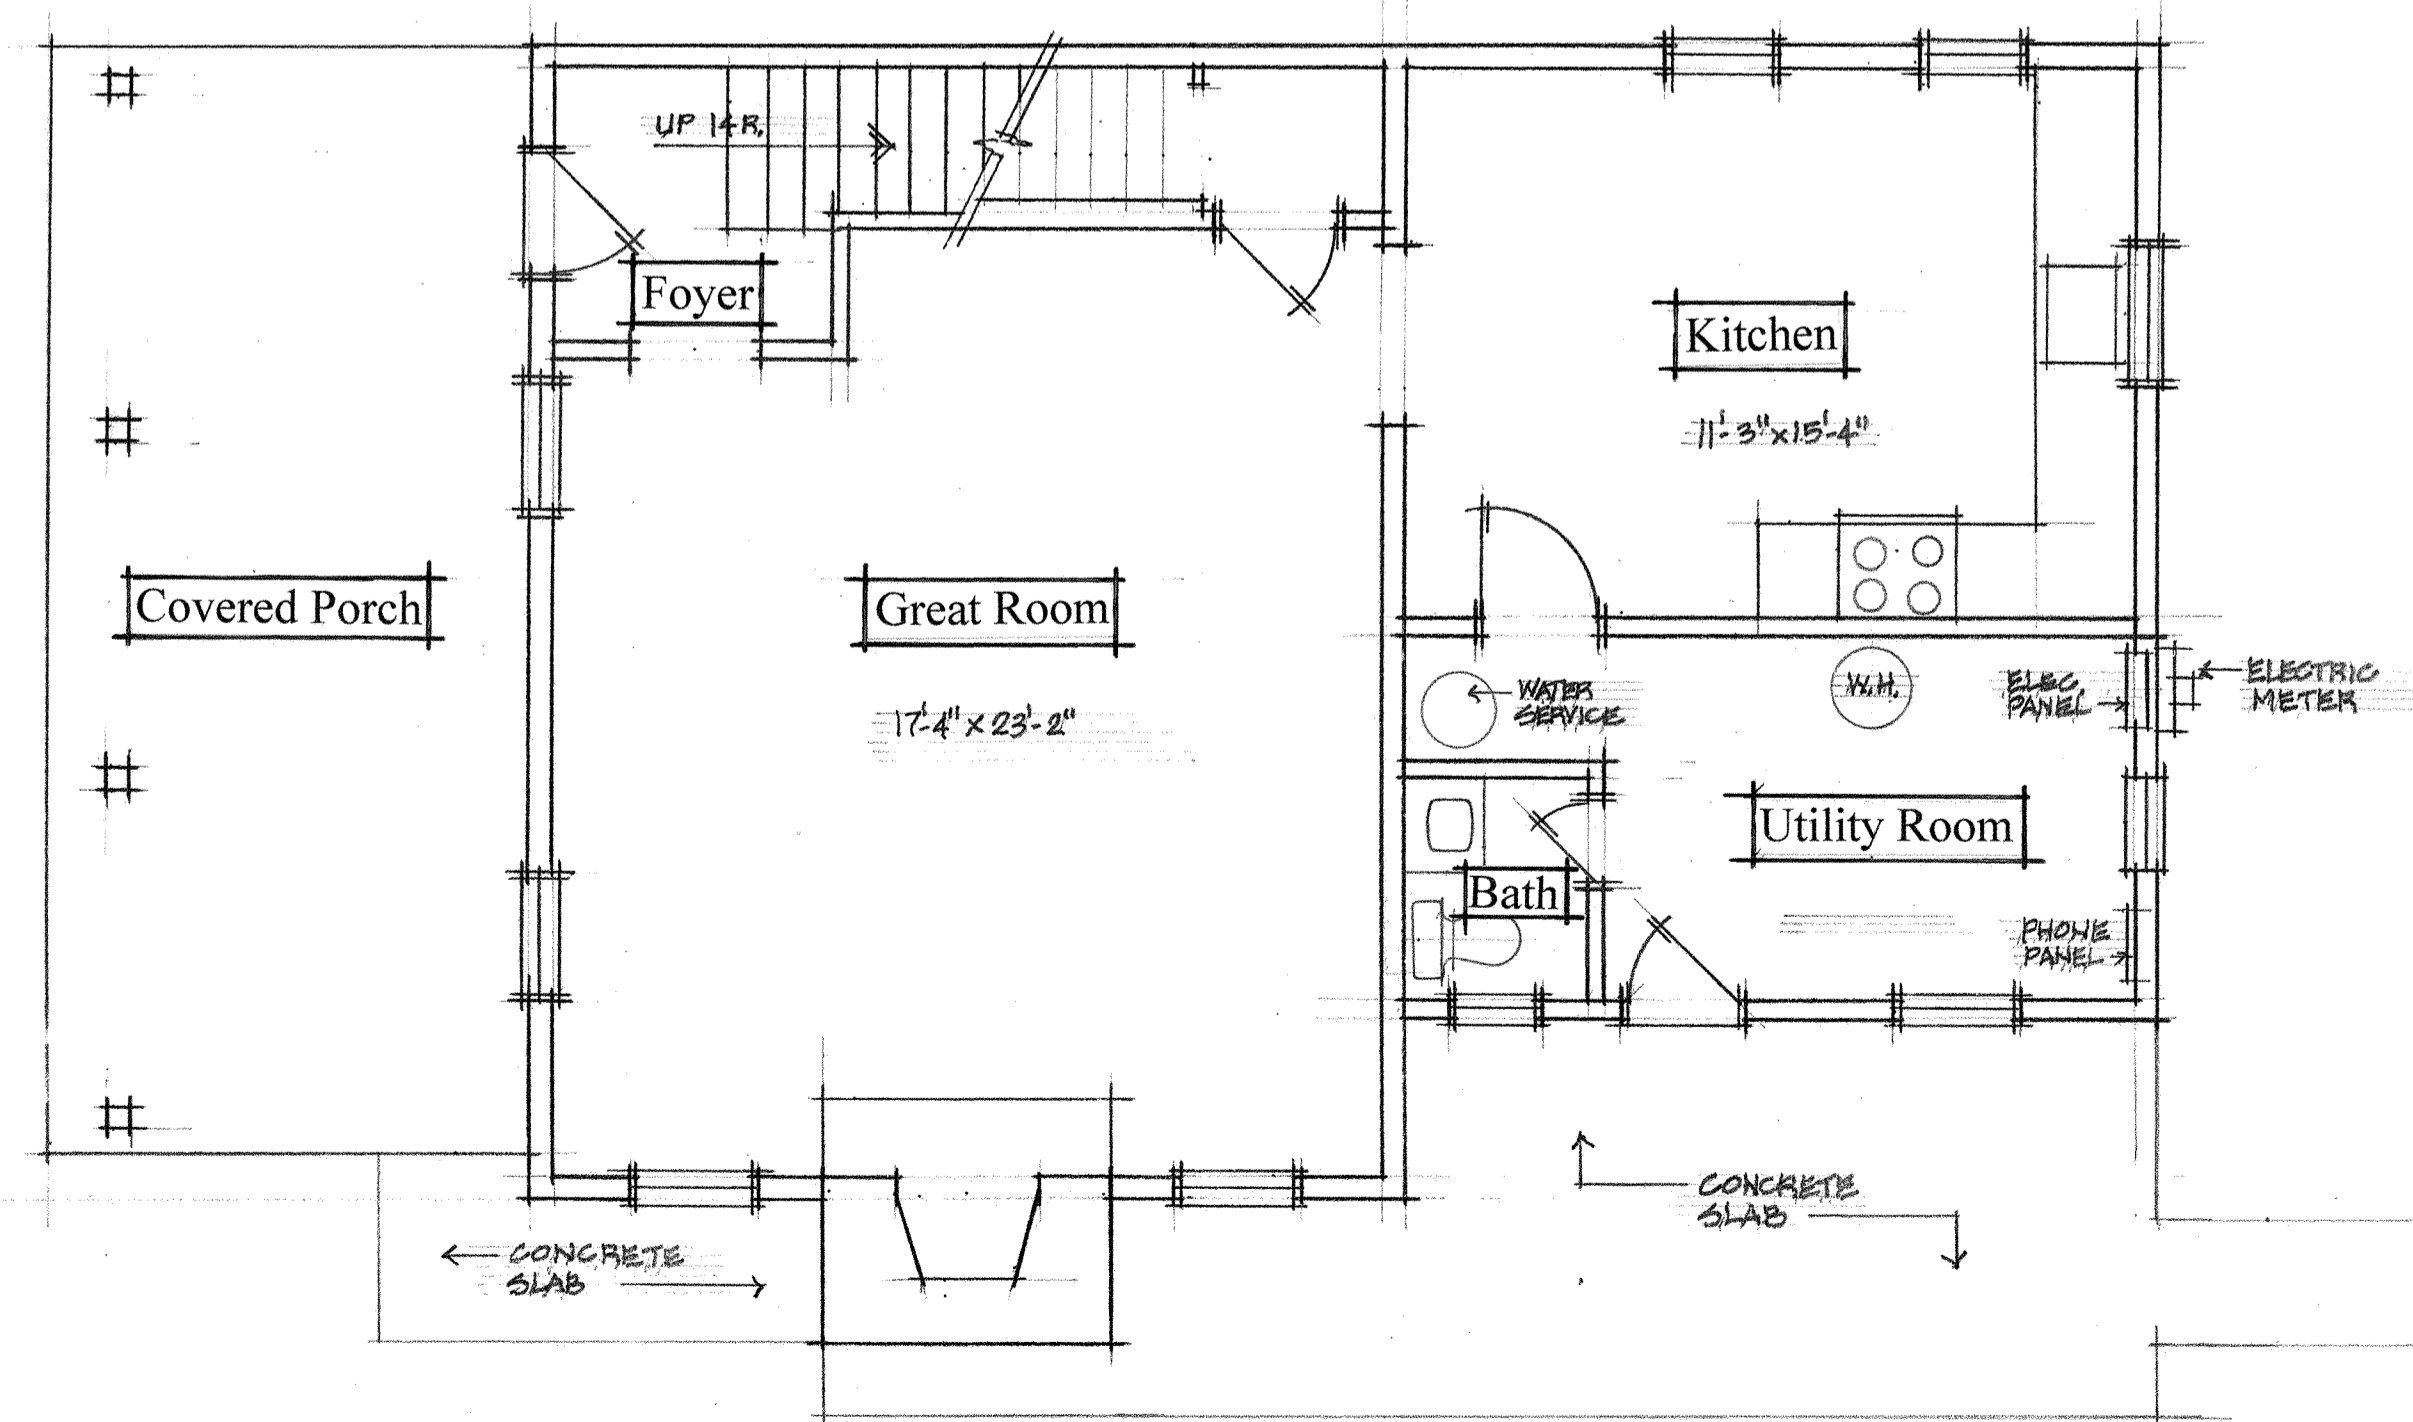 UP 14R.
Foyer
Kitchen
11'-3" x 15'-4"
Covered Porch
Great Room
17'-4" x 23'-2"
WATER
SERVICE
W.H.
ELEC
PANEL
ELECTRIC
METER
Utility Room
Bath
PHONE
PANEL
CONCRETE
SLAB
CONCRETE
SLAB